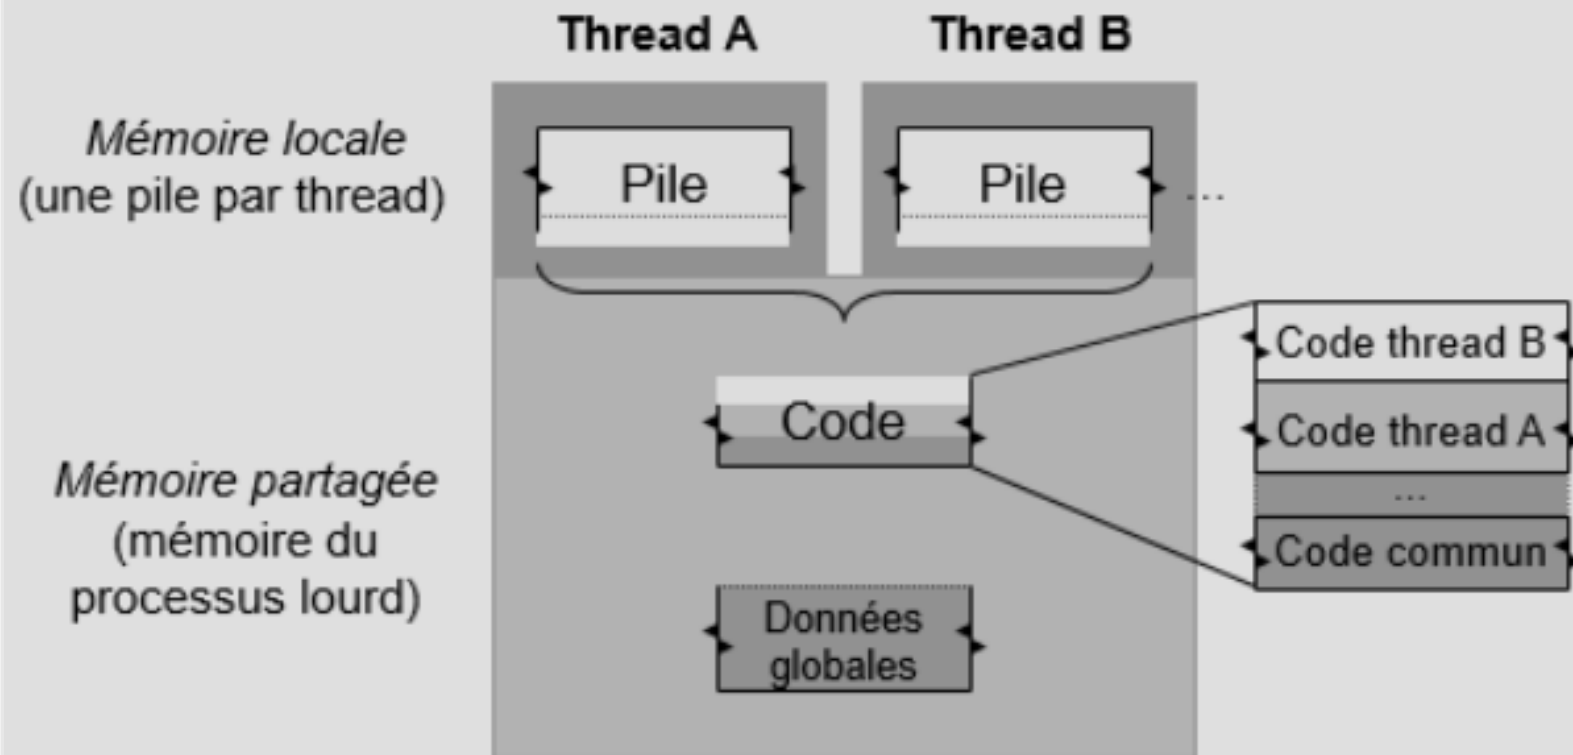 Thread A
Thread B
Mémoire locale
(une pile par thread)
Pile
Pile
...
Code thread B
Code
Code thread A
...
Mémoire partagée
(mémoire du
processus lourd)
Code commun
Données
globales